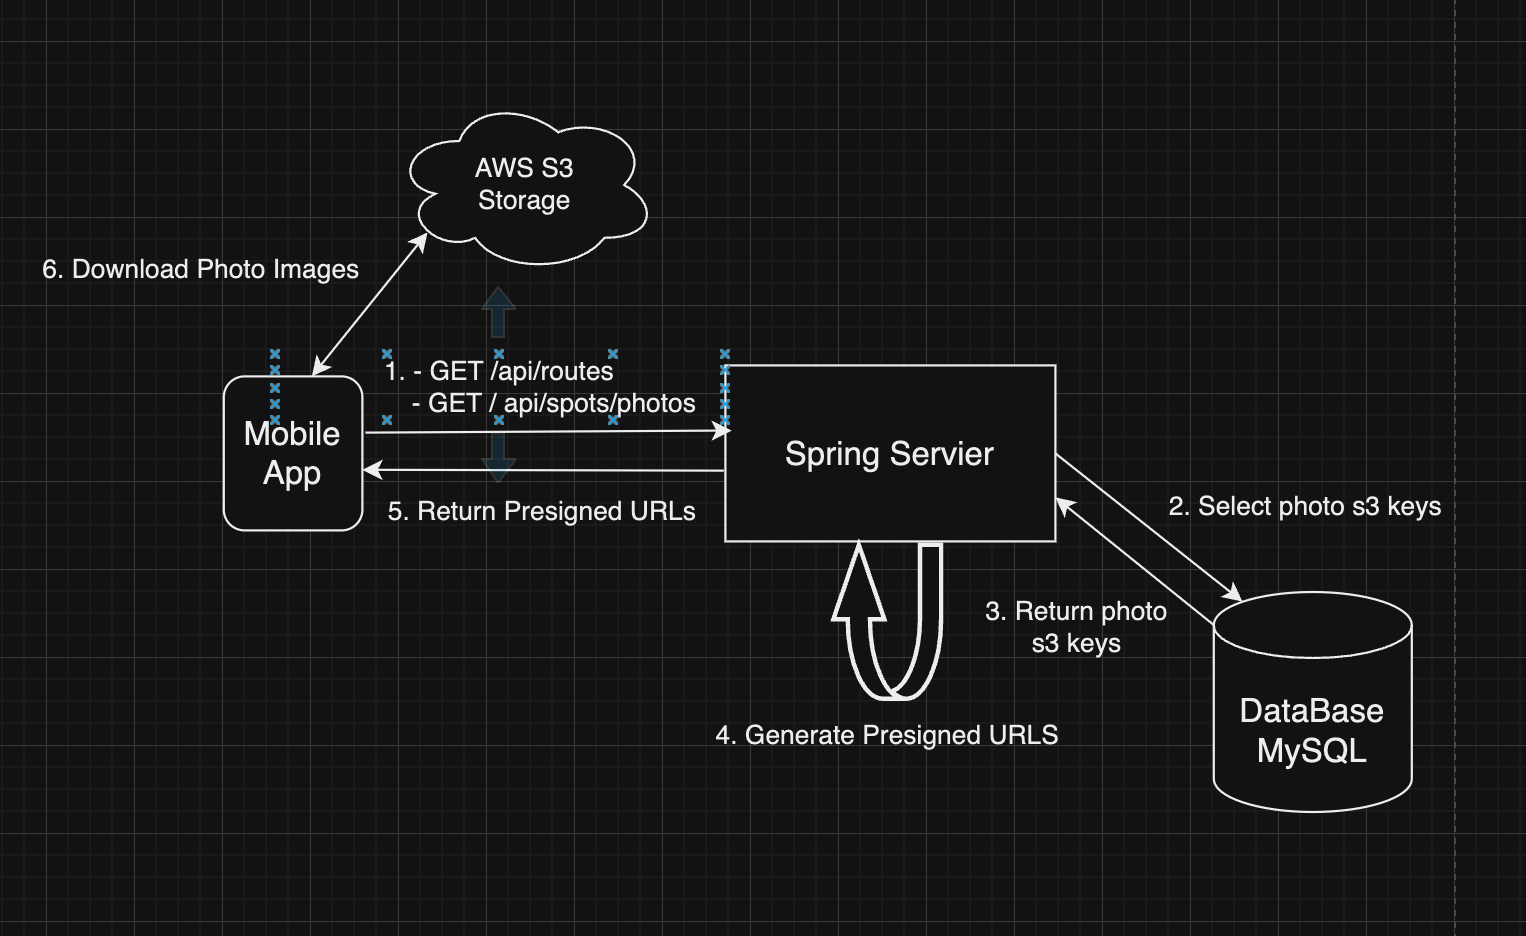 AWS S3
Storage
6. Download Photo Images
1. - GET /api/routes
- GET / api/spots/photos
Mobile
App
Spring Servier
5. Return Presigned URLs
2. Select photo s3 keys
3. Return photo
s3 keys
4. Generate Presigned URLS
DataBase
MySQL